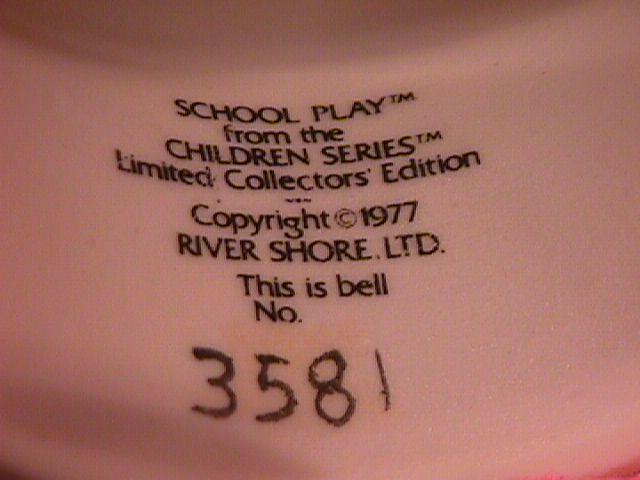 SCHOOL PLAY™
from the
CHILDREN SERIES™
Limited Collectors' Edition
Copyright ©1977
RIVER SHORE, LTD.
This is bell
No.
3581